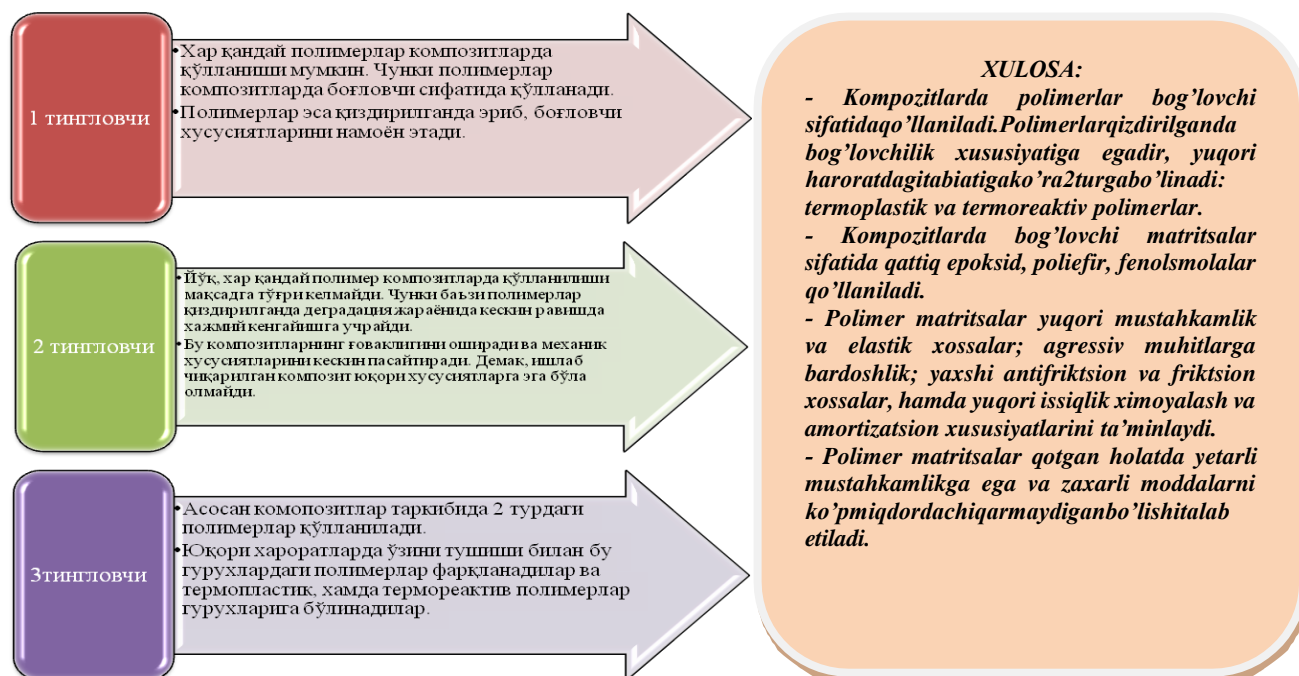 1 тингловчи
•Хар қандай полимерлар композитларда
қўлланиши мумкин. Чунки полимерлар
композитларда боғловчи сифатида қўлланади.
•Полимерлар эса қиздирилганда эриб, боғловчи
хусусиятларини намоён этади.
2 тингловчи
•Йўқ, хар қандай полимер композитларда қўлланилиши
мақсадга тўғри келмайди. Чунки баъзи полимерлар
қиздирилганда деградация жараёнида кескин равишда
хажмий кенгайишга учрайди.
•Бу композитларнинг ғоваклигини оширади ва механик
хусусиятларини кескин пасайтиради. Демак, ишлаб
чиқарилган композит юқори хусусиятларга эга бўла
олмайди.
3тингловчи
•Асосан комопозитлар таркибида 2 турдаги
полимерлар қўлланилади.
•Юқори хароратларда ўзини тушиши билан бу
гурухлардаги полимерлар фарқланадилар ва
термопластик, хамда термореактив полимерлар
гурухларига бўлинадилар.
XULOSA:
- Kompozitlarda polimerlar bog’lovchi
sifatidaqo’llaniladi.Polimerlarqizdirilganda
bog’lovchilik xususiyatiga egadir, yuqori
haroratdagitabiatigako’ra2turgabo’linadi:
termoplastik va termoreaktiv polimerlar.
- Kompozitlarda bog’lovchi matritsalar
sifatida qattiq epoksid, poliefir, fenolsmolalar
qo’llaniladi.
- Polimer matritsalar yuqori mustahkamlik
va elastik xossalar; agressiv muhitlarga
bardoshlik; yaxshi antifriktsion va friktsion
xossalar, hamda yuqori issiqlik ximoyalash va
amortizatsion xususiyatlarini ta’minlaydi.
- Polimer matritsalar qotgan holatda yetarli
mustahkamlikga ega va zaxarli moddalarni
ko’pmiqdordachiqarmaydiganbo’lishitalab
etiladi.